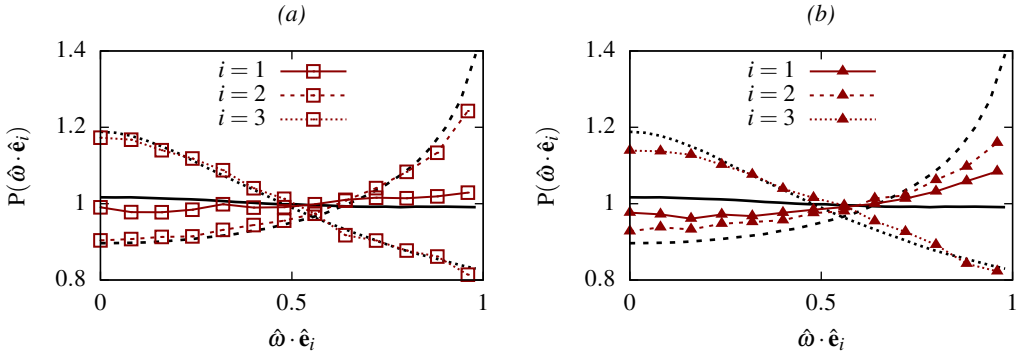 (a)
1.4
1.2
1
0.8
P(ω̂ · ê_i)
i = 1
i = 2
i = 3
0
0.5
1
ω̂ · ê_i
(b)
1.4
1.2
1
0.8
P(ω̂ · ê_i)
i = 1
i = 2
i = 3
0
0.5
1
ω̂ · ê_i